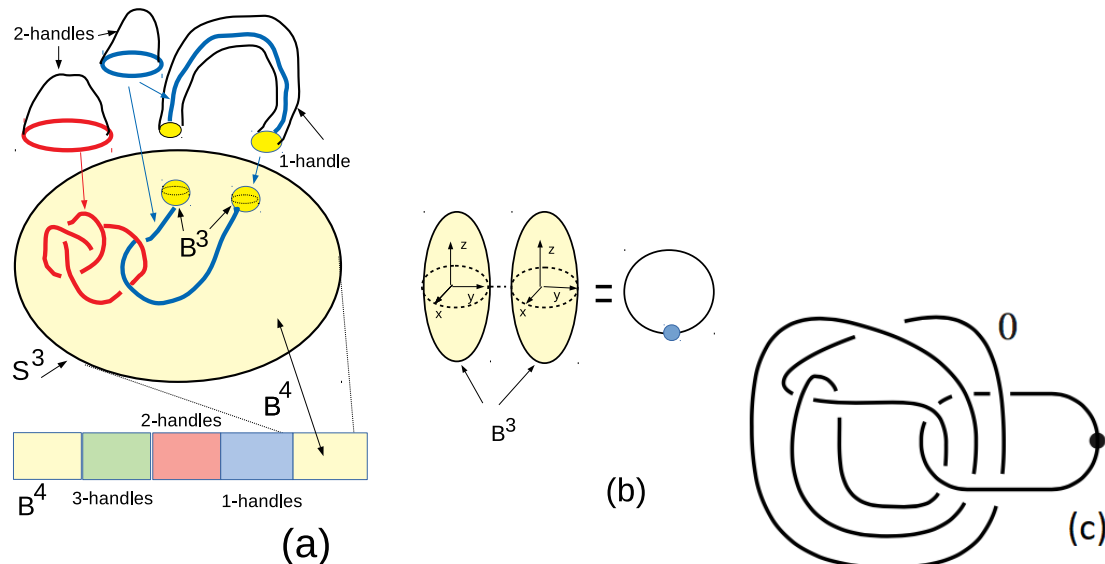 2-handles
1-handle
B³
S³
B⁴
2-handles
B⁴
3-handles
1-handles
(a)
z
y
x
z
y
x
=
B³
(b)
0
(c)